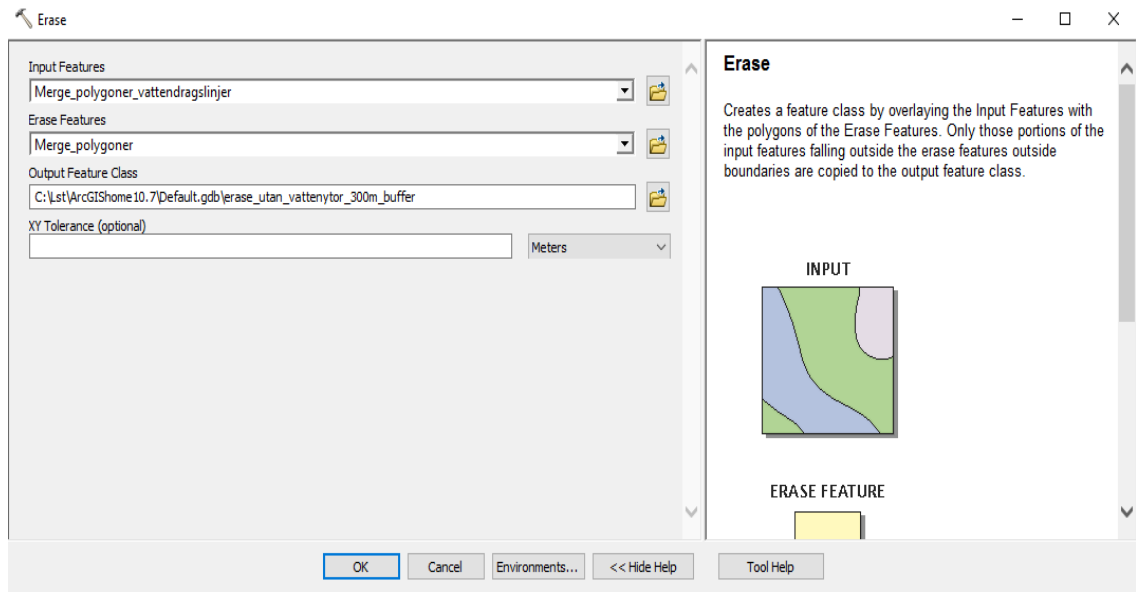 Erase
Input Features
Merge_polygoner_vattendragslinjer
Erase Features
Merge_polygoner
Output Feature Class
C:\Lst\ArcGIShome10.7\Default.gdb\erase_utan_vattenytor_300m_buffer
XY Tolerance (optional)
Meters
OK
Cancel
Environments...
<< Hide Help
Tool Help
Erase
Creates a feature class by overlaying the Input Features with
the polygons of the Erase Features. Only those portions of the
input features falling outside the erase features outside
boundaries are copied to the output feature class.
INPUT
ERASE FEATURE